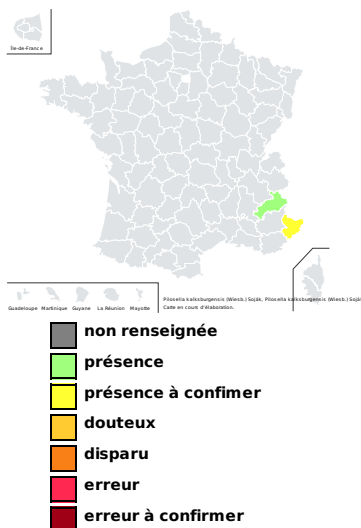 Île-de-France
Guadeloupe Martinique Guyane La Réunion Mayotte
Pilosella kalksburgensis (Wiesb.) Soják, Pilosella kalksburgensis (Wiesb.) Soják
Carte en cours d'élaboration.
non renseignée
présence
présence à confimer
douteux
disparu
erreur
erreur à confirmer